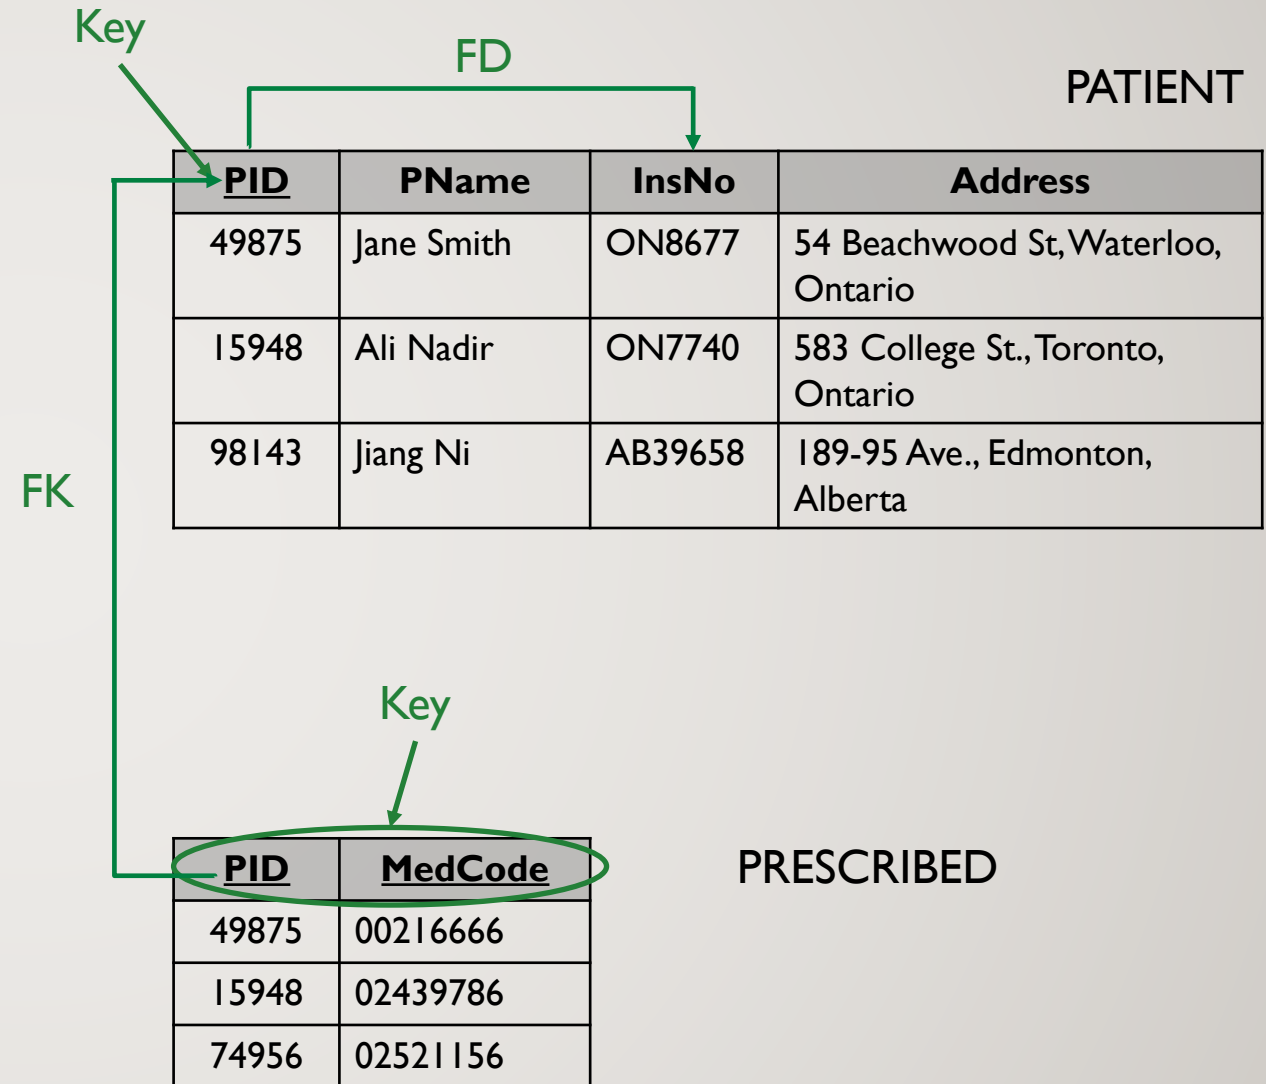 Key
FD
PATIENT
PID PName InsNo Address
49875 Jane Smith ON8677 54 Beachwood St, Waterloo,
Ontario
15948 Ali Nadir ON7740 583 College St., Toronto,
Ontario
98143 Jiang Ni AB39658 189-95 Ave., Edmonton,
Alberta
FK
Key
PID MedCode
PRESCRIBED
49875 00216666
15948 02439786
74956 02521156